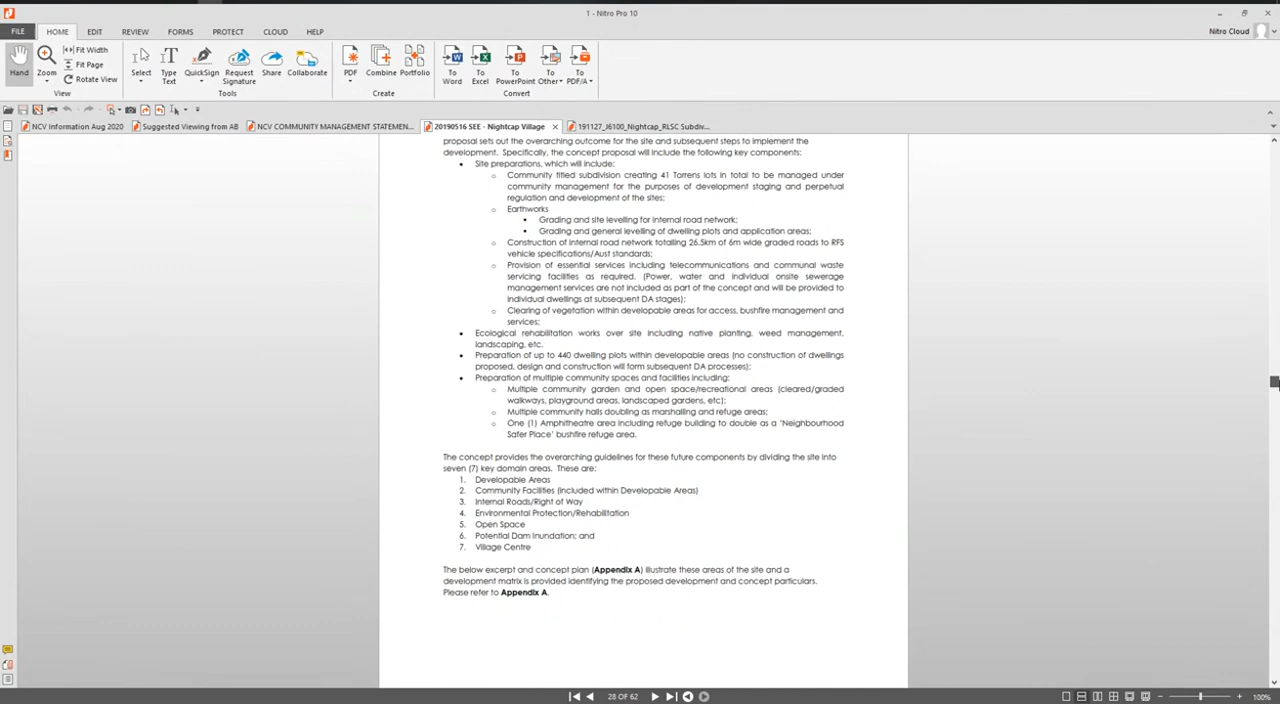 1 - Nitro Pro 10
FILE HOME EDIT REVIEW FORMS PROTECT CLOUD HELP Nitro Cloud
Hand Zoom Fit Width Fit Page Rotate View Select Type Text QuickSign Request Signature Share Collaborate PDF Combine Portfolio To Word To Excel To PowerPoint To Other To PDF/A
View Tools Create Convert
NCV Information Aug 2020 Suggested Viewing from AB NCV COMMUNITY MANAGEMENT STATEMEN... 20190516 SEE - Nightcap Village 191127_J6100_Nightcap_RLSC Subdiv...
proposal sets out the overarching outcome for the site and subsequent steps to implement the
development. Specifically, the concept proposal will include the following key components:
• Site preparations, which will include:
o Community titled subdivision creating 41 Torrens lots in total to be managed under
community management for the purposes of development staging and perpetual
regulation and development of the sites;
o Earthworks
▪ Grading and site levelling for internal road network;
▪ Grading and general levelling of dwelling plots and application areas;
o Construction of internal road network totalling 26.5km of 6m wide graded roads to RFS
vehicle specifications/Aust standards;
o Provision of essential services including telecommunications and communal waste
servicing facilities as required. (Power, water and individual onsite sewerage
management services are not included as part of the concept and will be provided to
individual dwellings at subsequent DA stages);
o Clearing of vegetation within developable areas for access, bushfire management and
services;
• Ecological rehabilitation works over site including native planting, weed management,
landscaping, etc.
• Preparation of up to 440 dwelling plots within developable areas (no construction of dwellings
proposed, design and construction will form subsequent DA processes);
• Preparation of multiple community spaces and facilities including:
o Multiple community garden and open space/recreational areas (cleared/graded
walkways, playground areas, landscaped gardens, etc);
o Multiple community halls doubling as marshalling and refuge areas;
o One (1) Amphitheatre area including refuge building to double as a 'Neighbourhood
Safer Place' bushfire refuge area.
The concept provides the overarching guidelines for these future components by dividing the site into
seven (7) key domain areas. These are:
1. Developable Areas
2. Community Facilities (included within Developable Areas)
3. Internal Roads/Right of Way
4. Environmental Protection/Rehabilitation
5. Open Space
6. Potential Dam Inundation; and
7. Village Centre
The below excerpt and concept plan (Appendix A) illustrate these areas of the site and a
development matrix is provided identifying the proposed development and concept particulars.
Please refer to Appendix A.
28 OF 62 100%